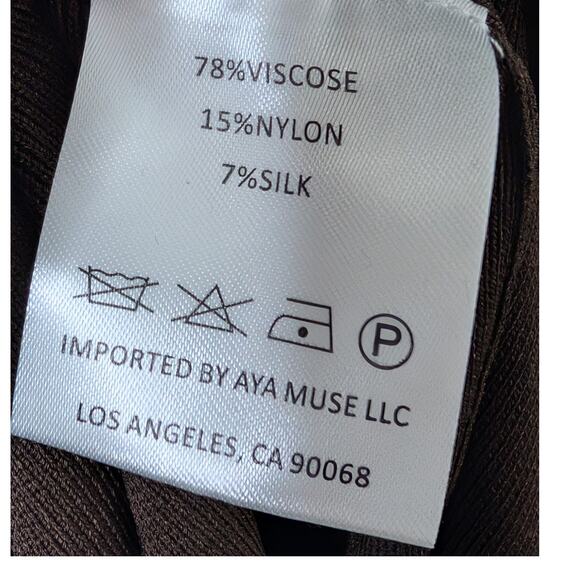 78%VISCOSE
15%NYLON
7%SILK
P
IMPORTED BY AYA MUSE LLC
LOS ANGELES, CA 90068